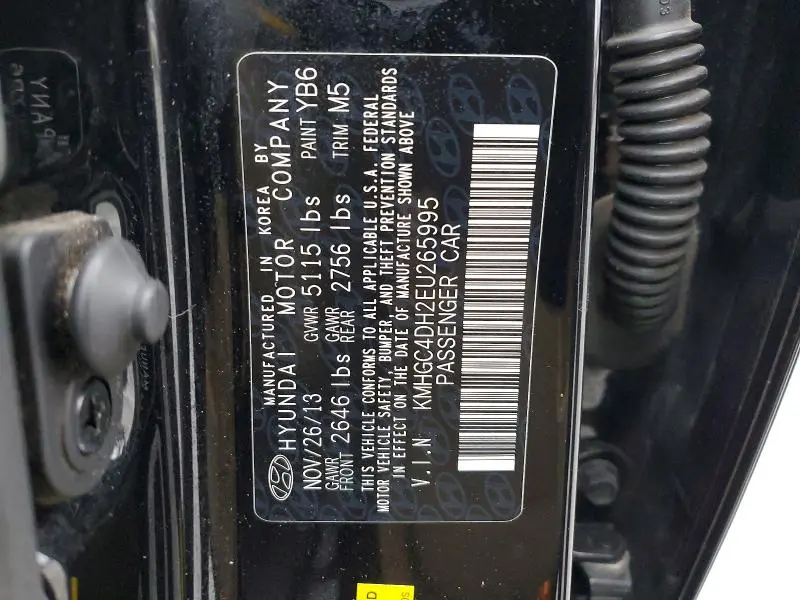 MANUFACTURED IN KOREA BY
HYUNDAI MOTOR COMPANY
NOV/26/13 GVWR 5115 lbs PAINT YB6
GAWR FRONT 2646 lbs GAWR REAR 2756 lbs TRIM M5
THIS VEHICLE CONFORMS TO ALL APPLICABLE U.S.A. FEDERAL
MOTOR VEHICLE SAFETY, BUMPER, AND THEFT PREVENTION STANDARDS
IN EFFECT ON THE DATE OF MANUFACTURE SHOWN ABOVE
V.I.N KMHGC4DH2EU265995
PASSENGER CAR